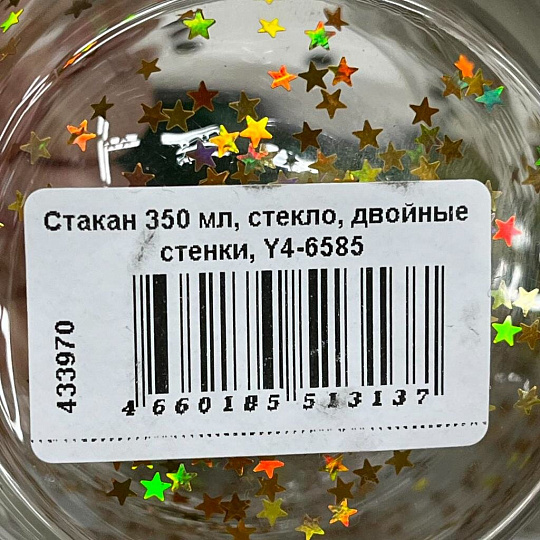 Стакан 350 мл, стекло, двойные
стенки, Y4-6585
433970
4 660185 513137